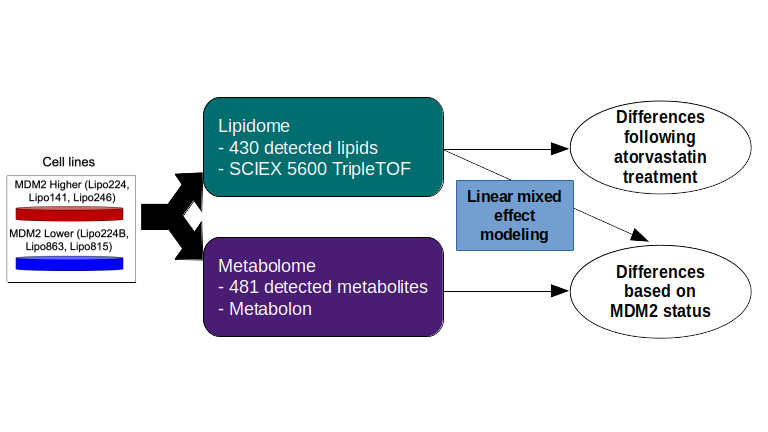 Cell lines
MDM2 Higher (Lipo224,
Lipo141, Lipo246)
MDM2 Lower (Lipo224B,
Lipo863, Lipo815)
Lipidome
- 430 detected lipids
- SCIEX 5600 TripleTOF
Metabolome
- 481 detected metabolites
- Metabolon
Linear mixed
effect
modeling
Differences
following
atorvastatin
treatment
Differences
based on
MDM2 status